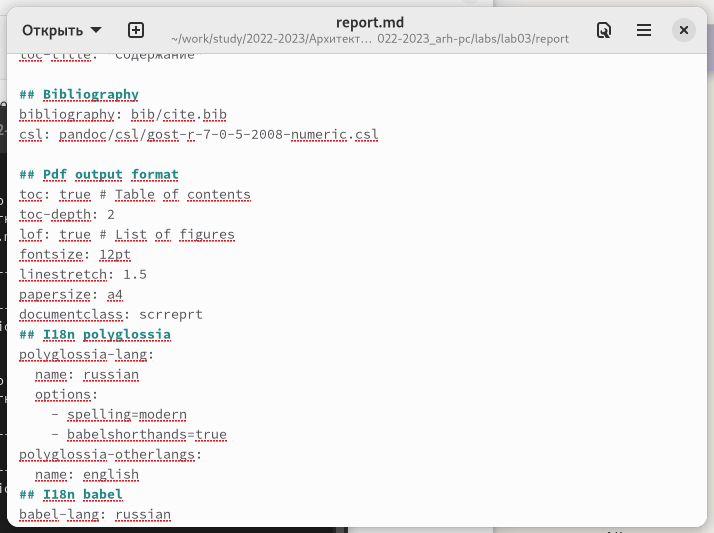 report.md
Открыть
~/work/study/2022-2023/Архитект… 022-2023_arh-pc/labs/lab03/report
toc-title: "Содержание"
## Bibliography
bibliography: bib/cite.bib
csl: pandoc/csl/gost-r-7-0-5-2008-numeric.csl
## Pdf output format
toc: true # Table of contents
toc-depth: 2
lof: true # List of figures
fontsize: 12pt
linestretch: 1.5
papersize: a4
documentclass: scrreprt
## I18n polyglossia
polyglossia-lang:
  name: russian
  options:
    - spelling=modern
    - babelshorthands=true
polyglossia-otherlangs:
  name: english
## I18n babel
babel-lang: russian